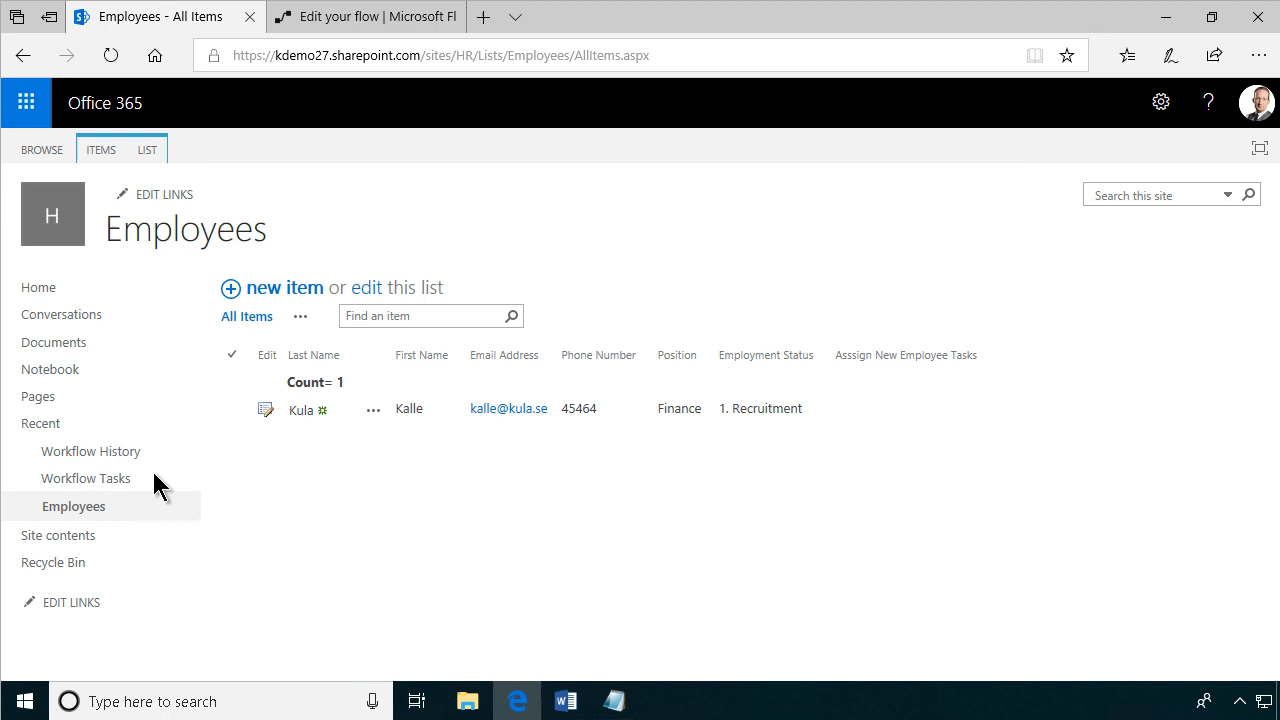 Employees - All Items
Edit your flow | Microsoft Fl
https://kdemo27.sharepoint.com/sites/HR/Lists/Employees/AllItems.aspx
Office 365
BROWSE ITEMS LIST
H
EDIT LINKS
Employees
Search this site
Home
Conversations
Documents
Notebook
Pages
Recent
Workflow History
Workflow Tasks
Employees
Site contents
Recycle Bin
EDIT LINKS
new item or edit this list
All Items ••• Find an item
Edit Last Name First Name Email Address Phone Number Position Employment Status Asssign New Employee Tasks
Count= 1
Kula ••• Kalle kalle@kula.se 45464 Finance 1. Recruitment
Type here to search